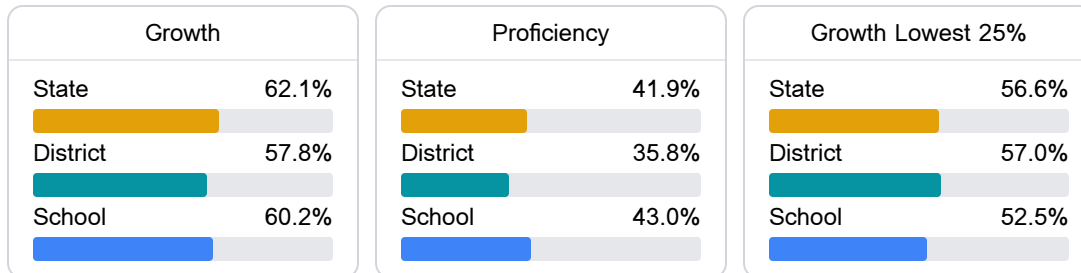 Growth
State 62.1%
District 57.8%
School 60.2%
Proficiency
State 41.9%
District 35.8%
School 43.0%
Growth Lowest 25%
State 56.6%
District 57.0%
School 52.5%